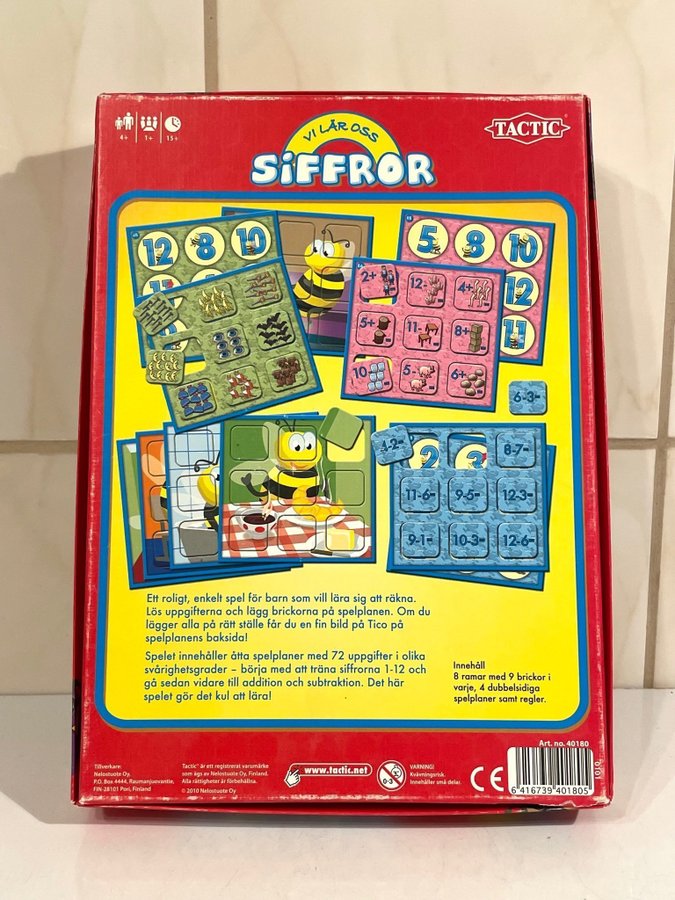 4+ 1+ 15+
VI LÄR OSS
SiFFROR
TACTIC
12 8 10
5 8 10
12
11
2+ 12- 4+
5+ 11- 8+
10 5- 6+
6-3=
4-2=
2 3 8-7=
11-6= 9-5= 12-3=
9-1= 10-3= 12-6=
Ett roligt, enkelt spel för barn som vill lära sig att räkna.
Lös uppgifterna och lägg brickorna på spelplanen. Om du
lägger alla på rätt ställe får du en fin bild på Tico på
spelplanens baksida!
Spelet innehåller åtta spelplaner med 72 uppgifter i olika
svårighetsgrader – börja med att träna siffrorna 1-12 och
gå sedan vidare till addition och subtraktion. Det här
spelet gör det kul att lära!
Innehåll
8 ramar med 9 brickor i
varje, 4 dubbelsidiga
spelplaner samt regler.
Art. no. 40180
Tillverkare:
Nelostuote Oy,
P.O. Box 4444, Raumanjuovantie,
FIN-28101 Pori, Finland
Tactic® är ett registrerat varumärke
som ägs av Nelostuote Oy, Finland.
Alla rättigheter är förbehållna.
© 2010 Nelostuote Oy
www.tactic.net
0-3
VARNING!
Kvävningsrisk.
Innehåller små delar.
CE
6 416739 401805
1010